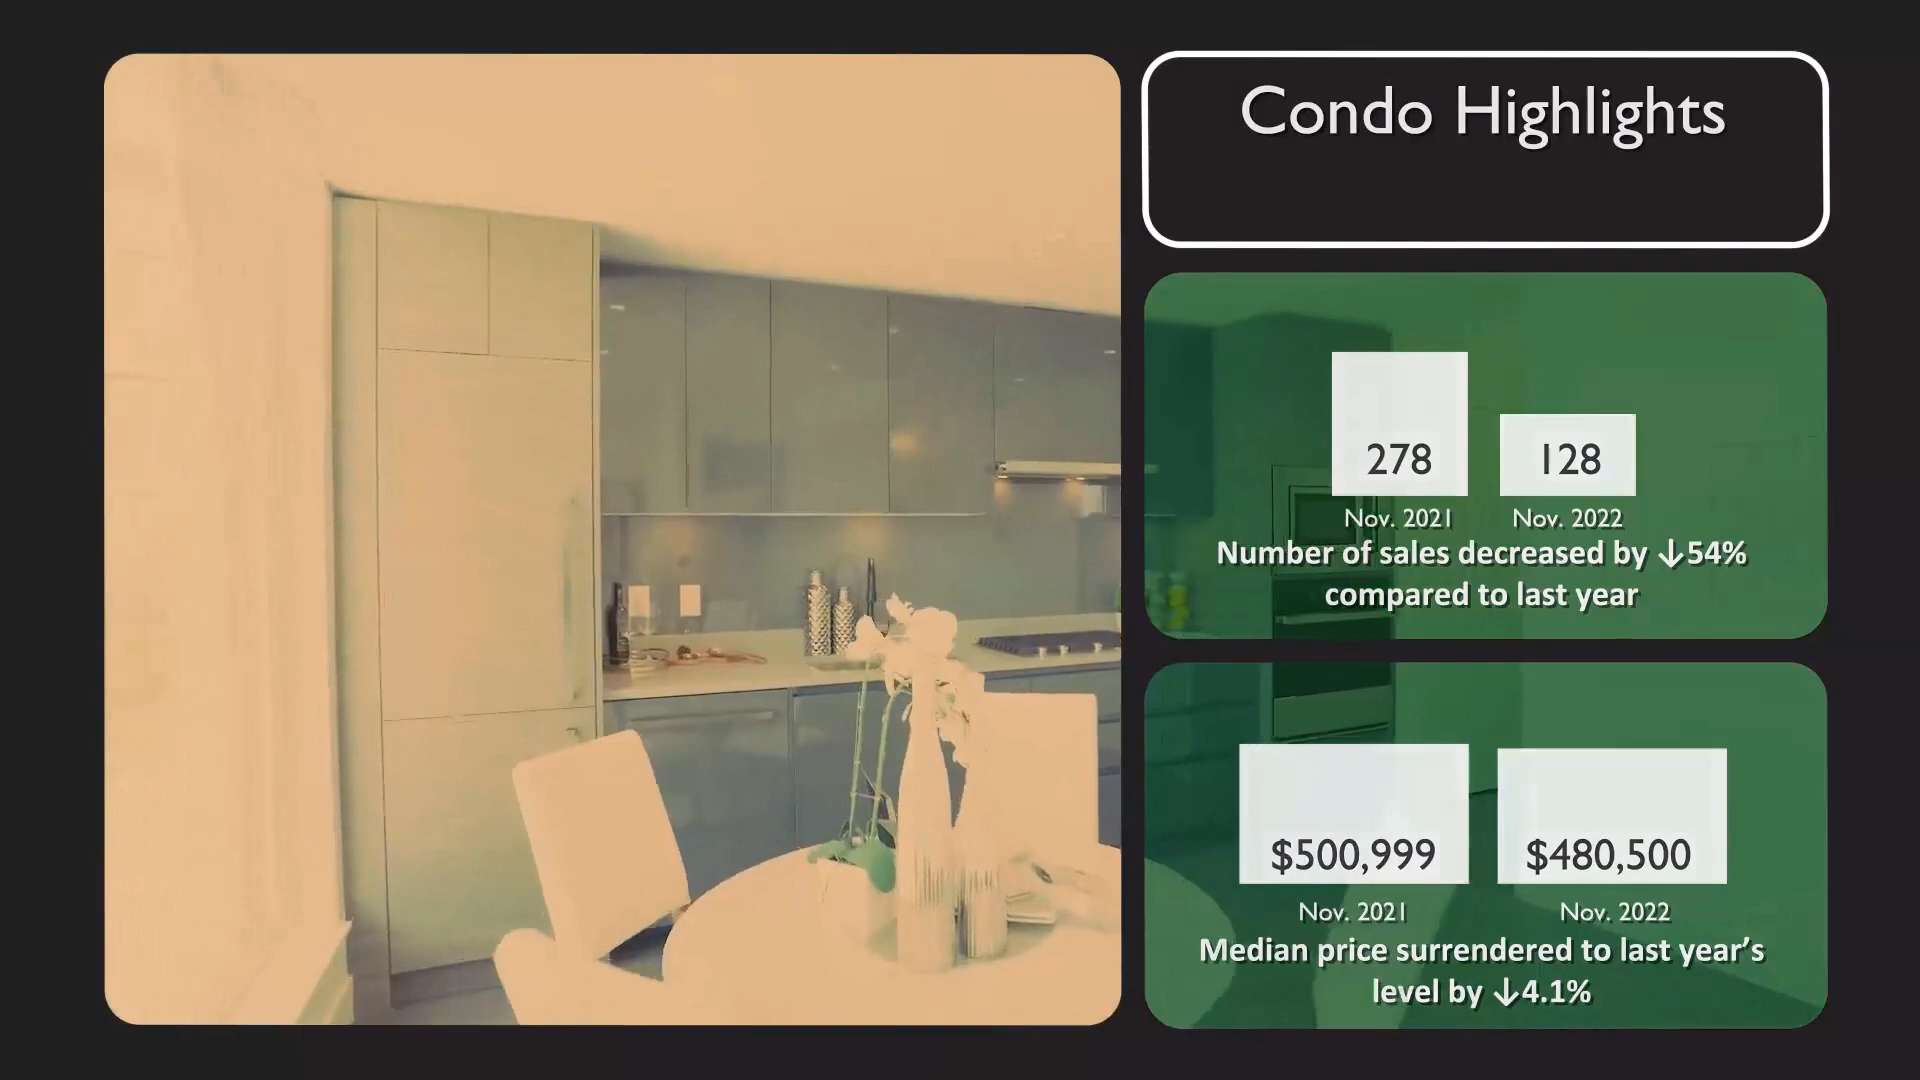 Condo Highlights
278
128
Nov. 2021
Nov. 2022
Number of sales decreased by ↓54%
compared to last year
$500,999
$480,500
Nov. 2021
Nov. 2022
Median price surrendered to last year’s
level by ↓4.1%